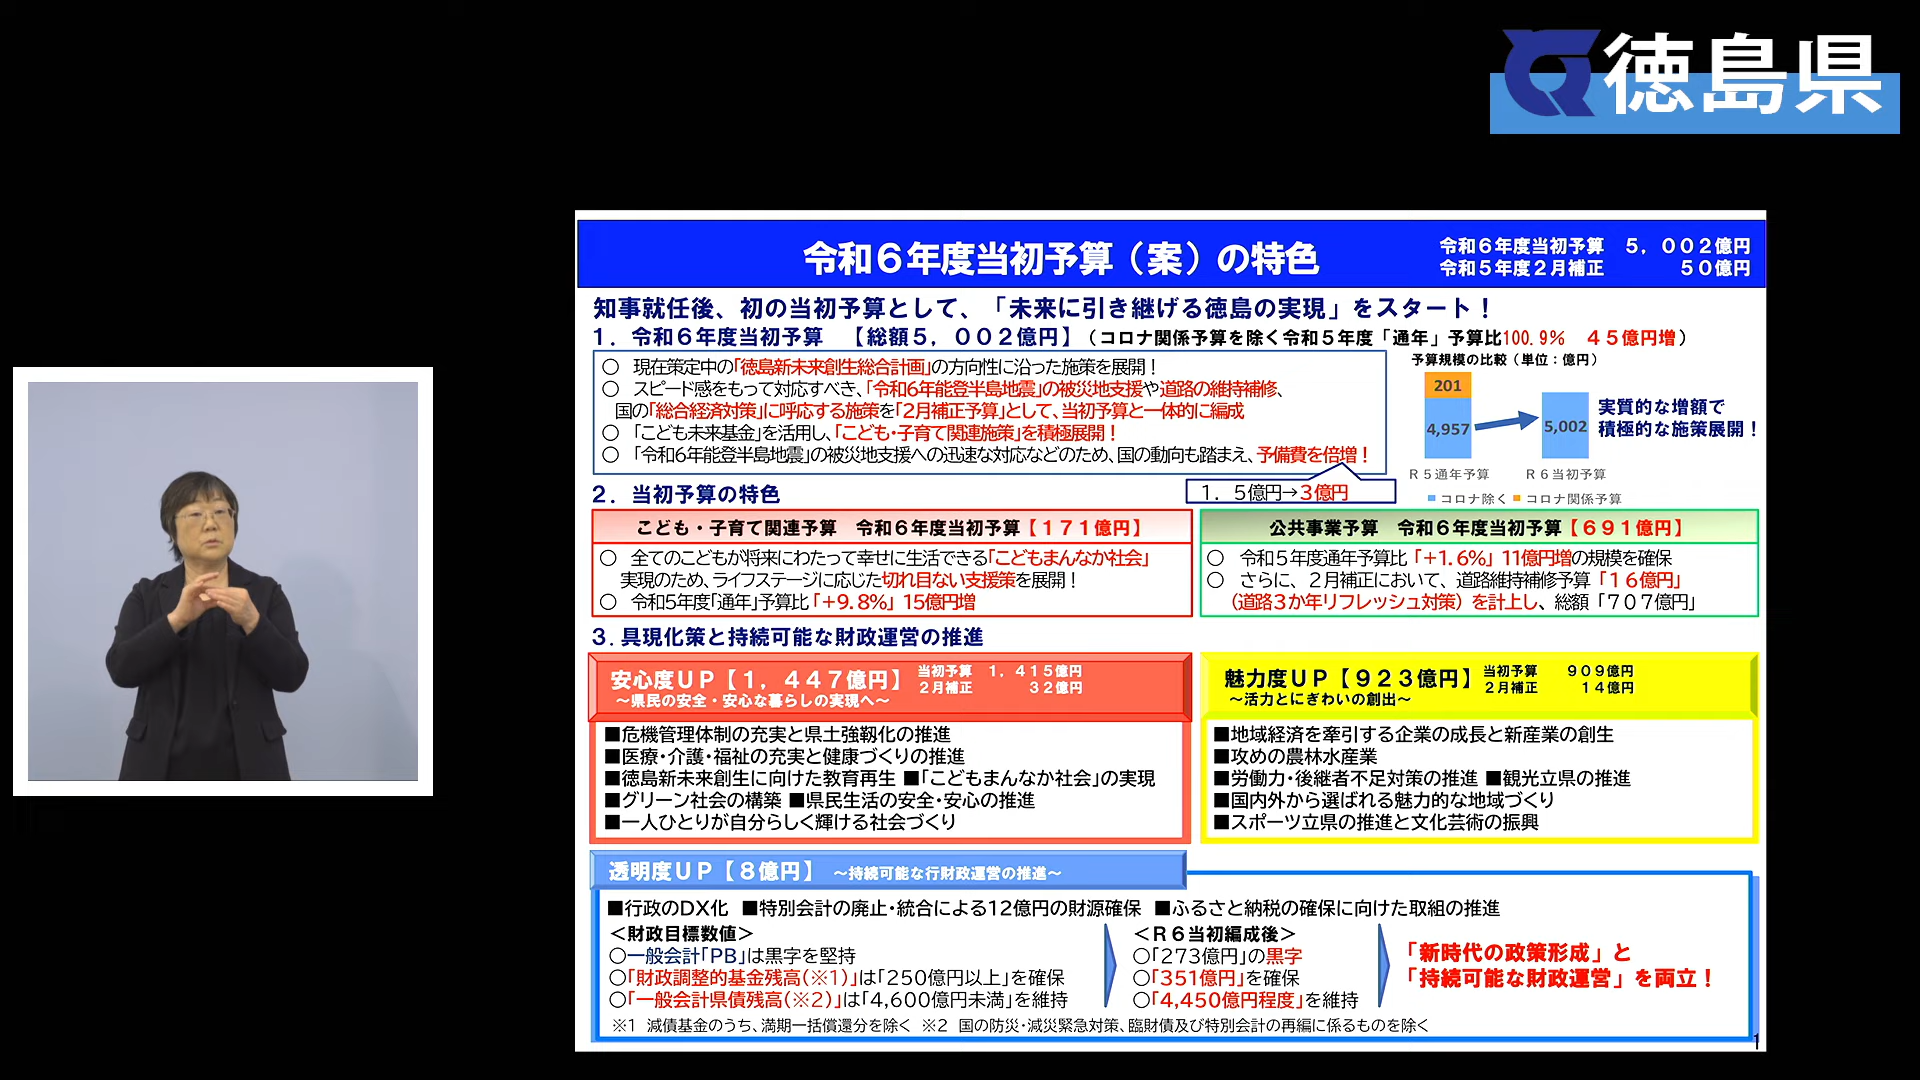 徳島県
令和６年度当初予算（案）の特色
令和６年度当初予算　５，００２億円
令和５年度２月補正　５０億円
知事就任後、初の当初予算として、「未来に引き継げる徳島の実現」をスタート！
１．令和６年度当初予算　【総額５，００２億円】（コロナ関係予算を除く令和５年度「通年」予算比100.9%　４５億円増）
○　現在策定中の「徳島新未来創生総合計画」の方向性に沿った施策を展開！
○　スピード感をもって対応すべき、「令和6年能登半島地震」の被災地支援や道路の維持補修、
国の「総合経済対策」に呼応する施策を「２月補正予算」として、当初予算と一体的に編成
○　「こども未来基金」を活用し、「こども・子育て関連施策」を積極展開！
○　「令和６年能登半島地震」の被災地支援への迅速な対応などのため、国の動向も踏まえ、予備費を倍増！
１．５億円→３億円
予算規模の比較（単位：億円）
201
4,957
5,002
Ｒ５通年予算
Ｒ６当初予算
コロナ除く
コロナ関係予算
実質的な増額で
積極的な施策展開！
２．当初予算の特色
こども・子育て関連予算　令和６年度当初予算【１７１億円】
○　全てのこどもが将来にわたって幸せに生活できる「こどもまんなか社会」
実現のため、ライフステージに応じた切れ目ない支援策を展開！
○　令和5年度「通年」予算比「+9.8%」15億円増
公共事業予算　令和６年度当初予算【６９１億円】
○　令和５年度通年予算比「+1.6%」11億円増の規模を確保
○　さらに、２月補正において、道路維持補修予算「１６億円」
（道路３か年リフレッシュ対策）を計上し、総額「７０７億円」
３.具現化策と持続可能な財政運営の推進
安心度ＵＰ【１，４４７億円】
当初予算　１，４１５億円
２月補正　３２億円
～県民の安全・安心な暮らしの実現へ～
■危機管理体制の充実と県土強靱化の推進
■医療・介護・福祉の充実と健康づくりの推進
■徳島新未来創生に向けた教育再生 ■「こどもまんなか社会」の実現
■グリーン社会の構築 ■県民生活の安全・安心の推進
■一人ひとりが自分らしく輝ける社会づくり
魅力度ＵＰ【９２３億円】
当初予算　９０９億円
２月補正　１４億円
～活力とにぎわいの創出～
■地域経済を牽引する企業の成長と新産業の創生
■攻めの農林水産業
■労働力・後継者不足対策の推進 ■観光立県の推進
■国内外から選ばれる魅力的な地域づくり
■スポーツ立県の推進と文化芸術の振興
透明度ＵＰ【８億円】　～持続可能な行財政運営の推進～
■行政のDX化　■特別会計の廃止・統合による12億円の財源確保　■ふるさと納税の確保に向けた取組の推進
＜財政目標数値＞
○一般会計「PB」は黒字を堅持
○「財政調整的基金残高（※１）」は「250億円以上」を確保
○「一般会計県債残高（※２）」は「4,600億円未満」を維持
＜Ｒ６当初編成後＞
○「273億円」の黒字
○「351億円」を確保
○「4,450億円程度」を維持
「新時代の政策形成」と
「持続可能な財政運営」を両立！
※1　減債基金のうち、満期一括償還分を除く　※２　国の防災・減災緊急対策、臨財債及び特別会計の再編に係るものを除く
1